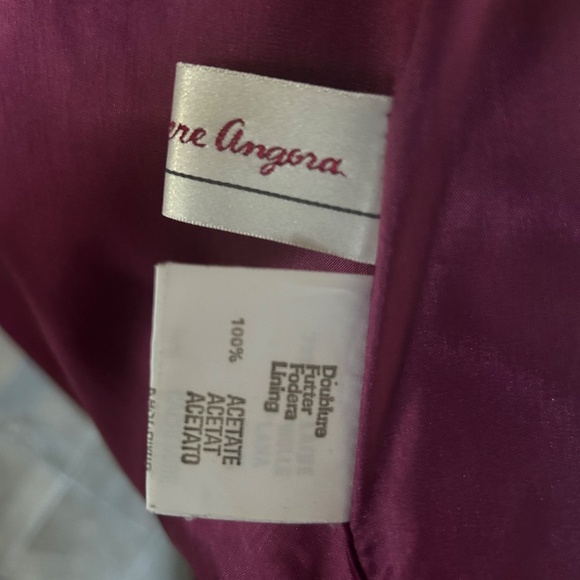 ere Angora
Doublure
Futter
Fodera
Lining
100% ACETATE
ACETAT
ACETATO